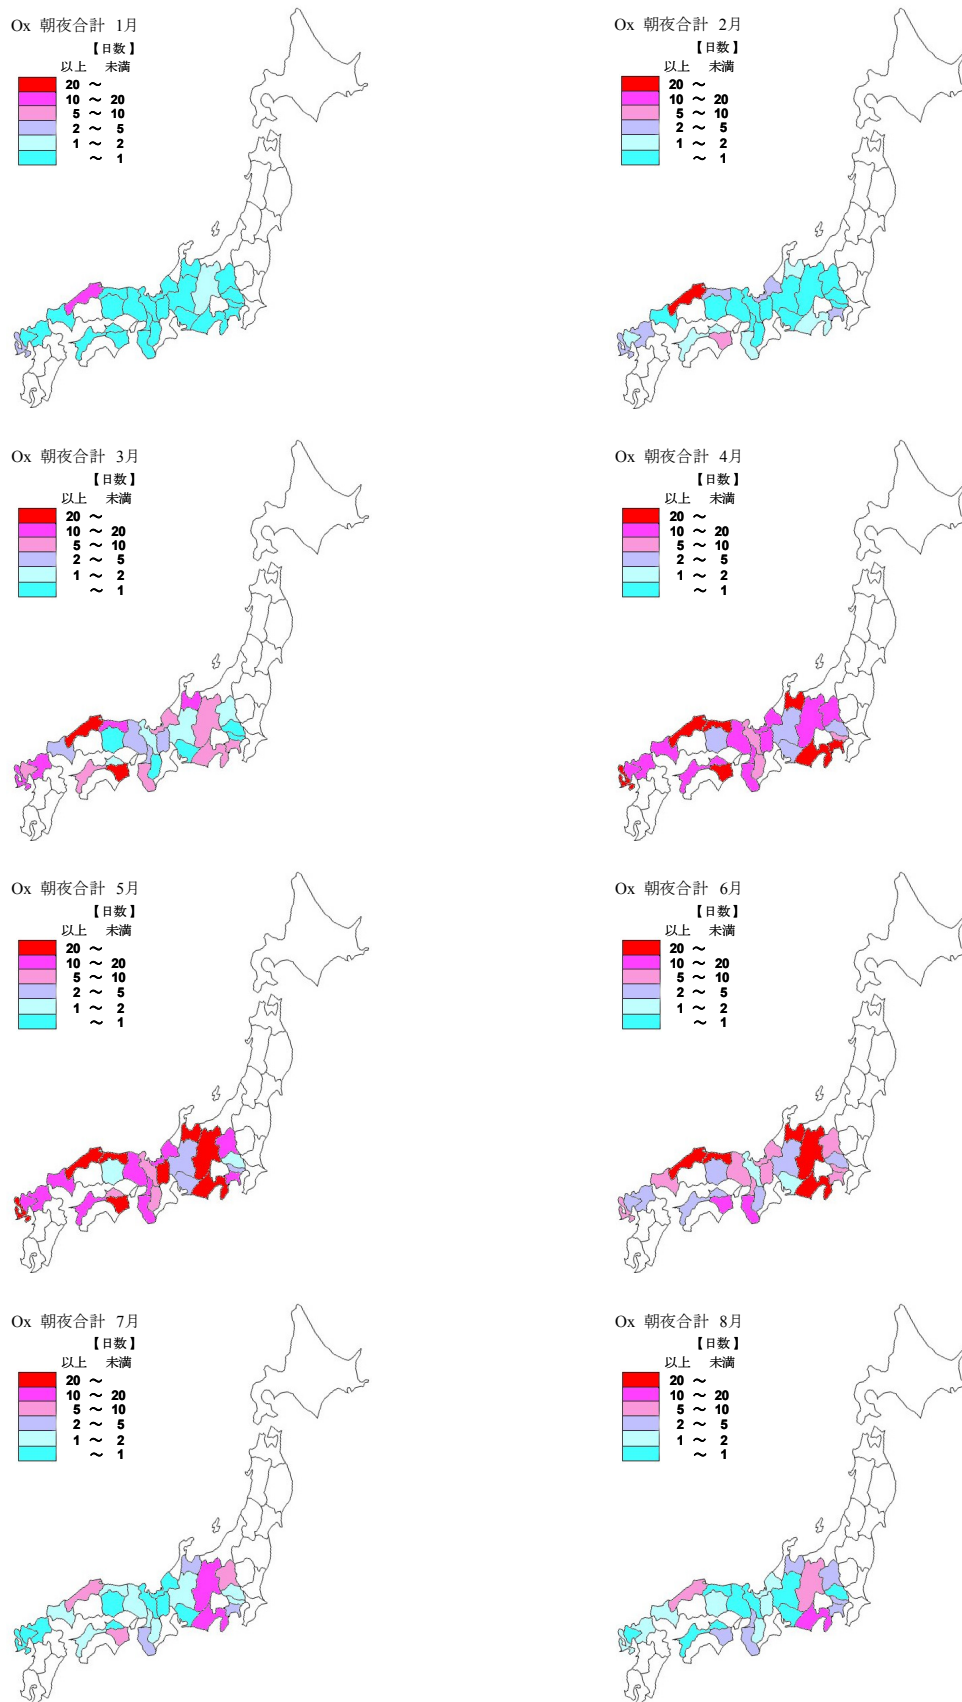 Ox 朝夜合計 1月
【日数】
以上 未満
20 ～
10 ～ 20
5 ～ 10
2 ～ 5
1 ～ 2
～ 1
Ox 朝夜合計 2月
【日数】
以上 未満
20 ～
10 ～ 20
5 ～ 10
2 ～ 5
1 ～ 2
～ 1
Ox 朝夜合計 3月
【日数】
以上 未満
20 ～
10 ～ 20
5 ～ 10
2 ～ 5
1 ～ 2
～ 1
Ox 朝夜合計 4月
【日数】
以上 未満
20 ～
10 ～ 20
5 ～ 10
2 ～ 5
1 ～ 2
～ 1
Ox 朝夜合計 5月
【日数】
以上 未満
20 ～
10 ～ 20
5 ～ 10
2 ～ 5
1 ～ 2
～ 1
Ox 朝夜合計 6月
【日数】
以上 未満
20 ～
10 ～ 20
5 ～ 10
2 ～ 5
1 ～ 2
～ 1
Ox 朝夜合計 7月
【日数】
以上 未満
20 ～
10 ～ 20
5 ～ 10
2 ～ 5
1 ～ 2
～ 1
Ox 朝夜合計 8月
【日数】
以上 未満
20 ～
10 ～ 20
5 ～ 10
2 ～ 5
1 ～ 2
～ 1